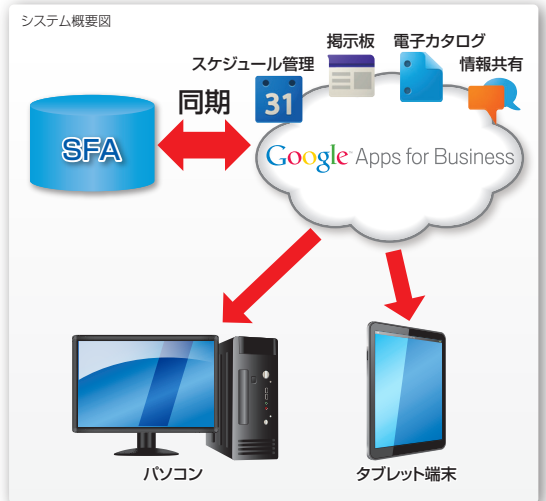 システム概要図
掲示板
電子カタログ
スケジュール管理
情報共有
同期
31
SFA
Google™ Apps for Business
パソコン
タブレット端末